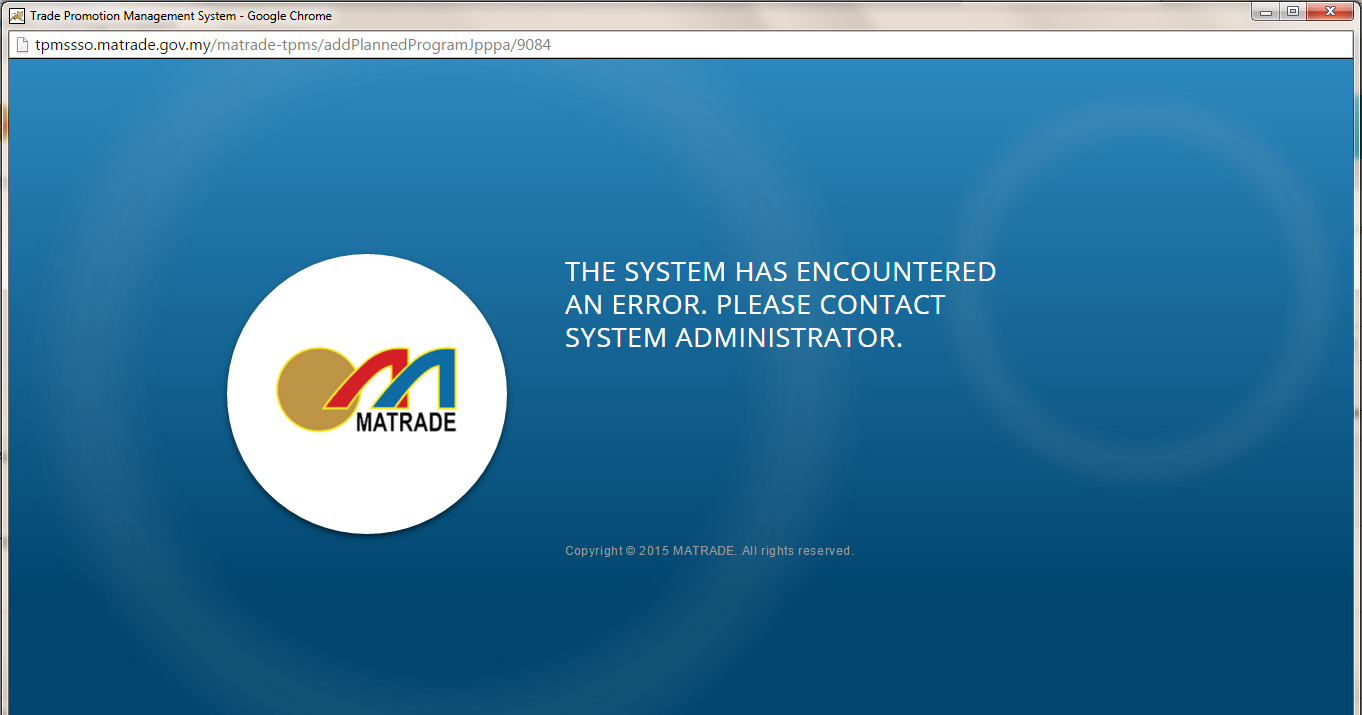 Trade Promotion Management System - Google Chrome
tpmssso.matrade.gov.my/matrade-tpms/addPlannedProgramJpppa/9084
THE SYSTEM HAS ENCOUNTERED
AN ERROR. PLEASE CONTACT
SYSTEM ADMINISTRATOR.
MATRADE
Copyright © 2015 MATRADE. All rights reserved.